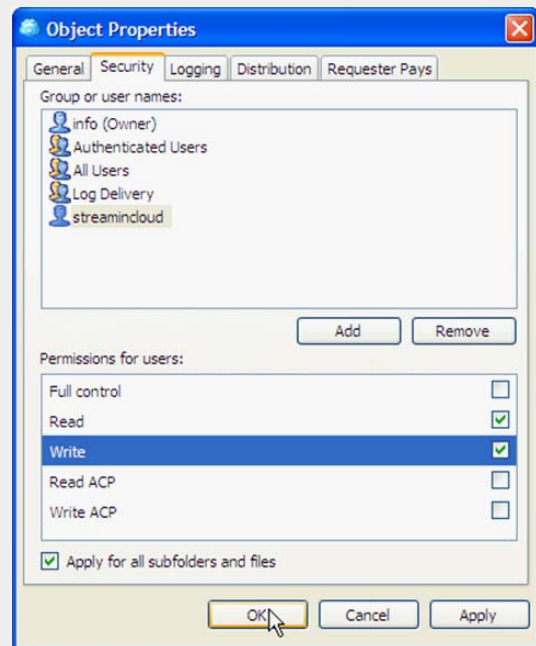 Object Properties
General Security Logging Distribution Requester Pays
Group or user names:
info (Owner)
Authenticated Users
All Users
Log Delivery
streamincloud
Add Remove
Permissions for users:
Full control
Read
Write
Read ACP
Write ACP
Apply for all subfolders and files
OK Cancel Apply